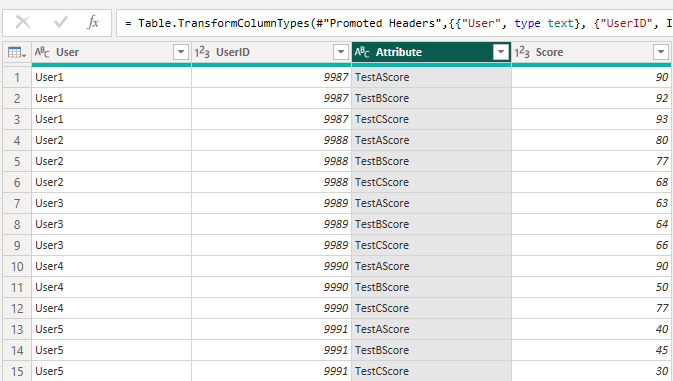 = Table.TransformColumnTypes(#"Promoted Headers",{{"User", type text}, {"UserID", I
ABC User 123 UserID ABC Attribute 123 Score
1 User1 9987 TestAScore 90
2 User1 9987 TestBScore 92
3 User1 9987 TestCScore 93
4 User2 9988 TestAScore 80
5 User2 9988 TestBScore 77
6 User2 9988 TestCScore 68
7 User3 9989 TestAScore 63
8 User3 9989 TestBScore 64
9 User3 9989 TestCScore 66
10 User4 9990 TestAScore 90
11 User4 9990 TestBScore 50
12 User4 9990 TestCScore 77
13 User5 9991 TestAScore 40
14 User5 9991 TestBScore 45
15 User5 9991 TestCScore 30